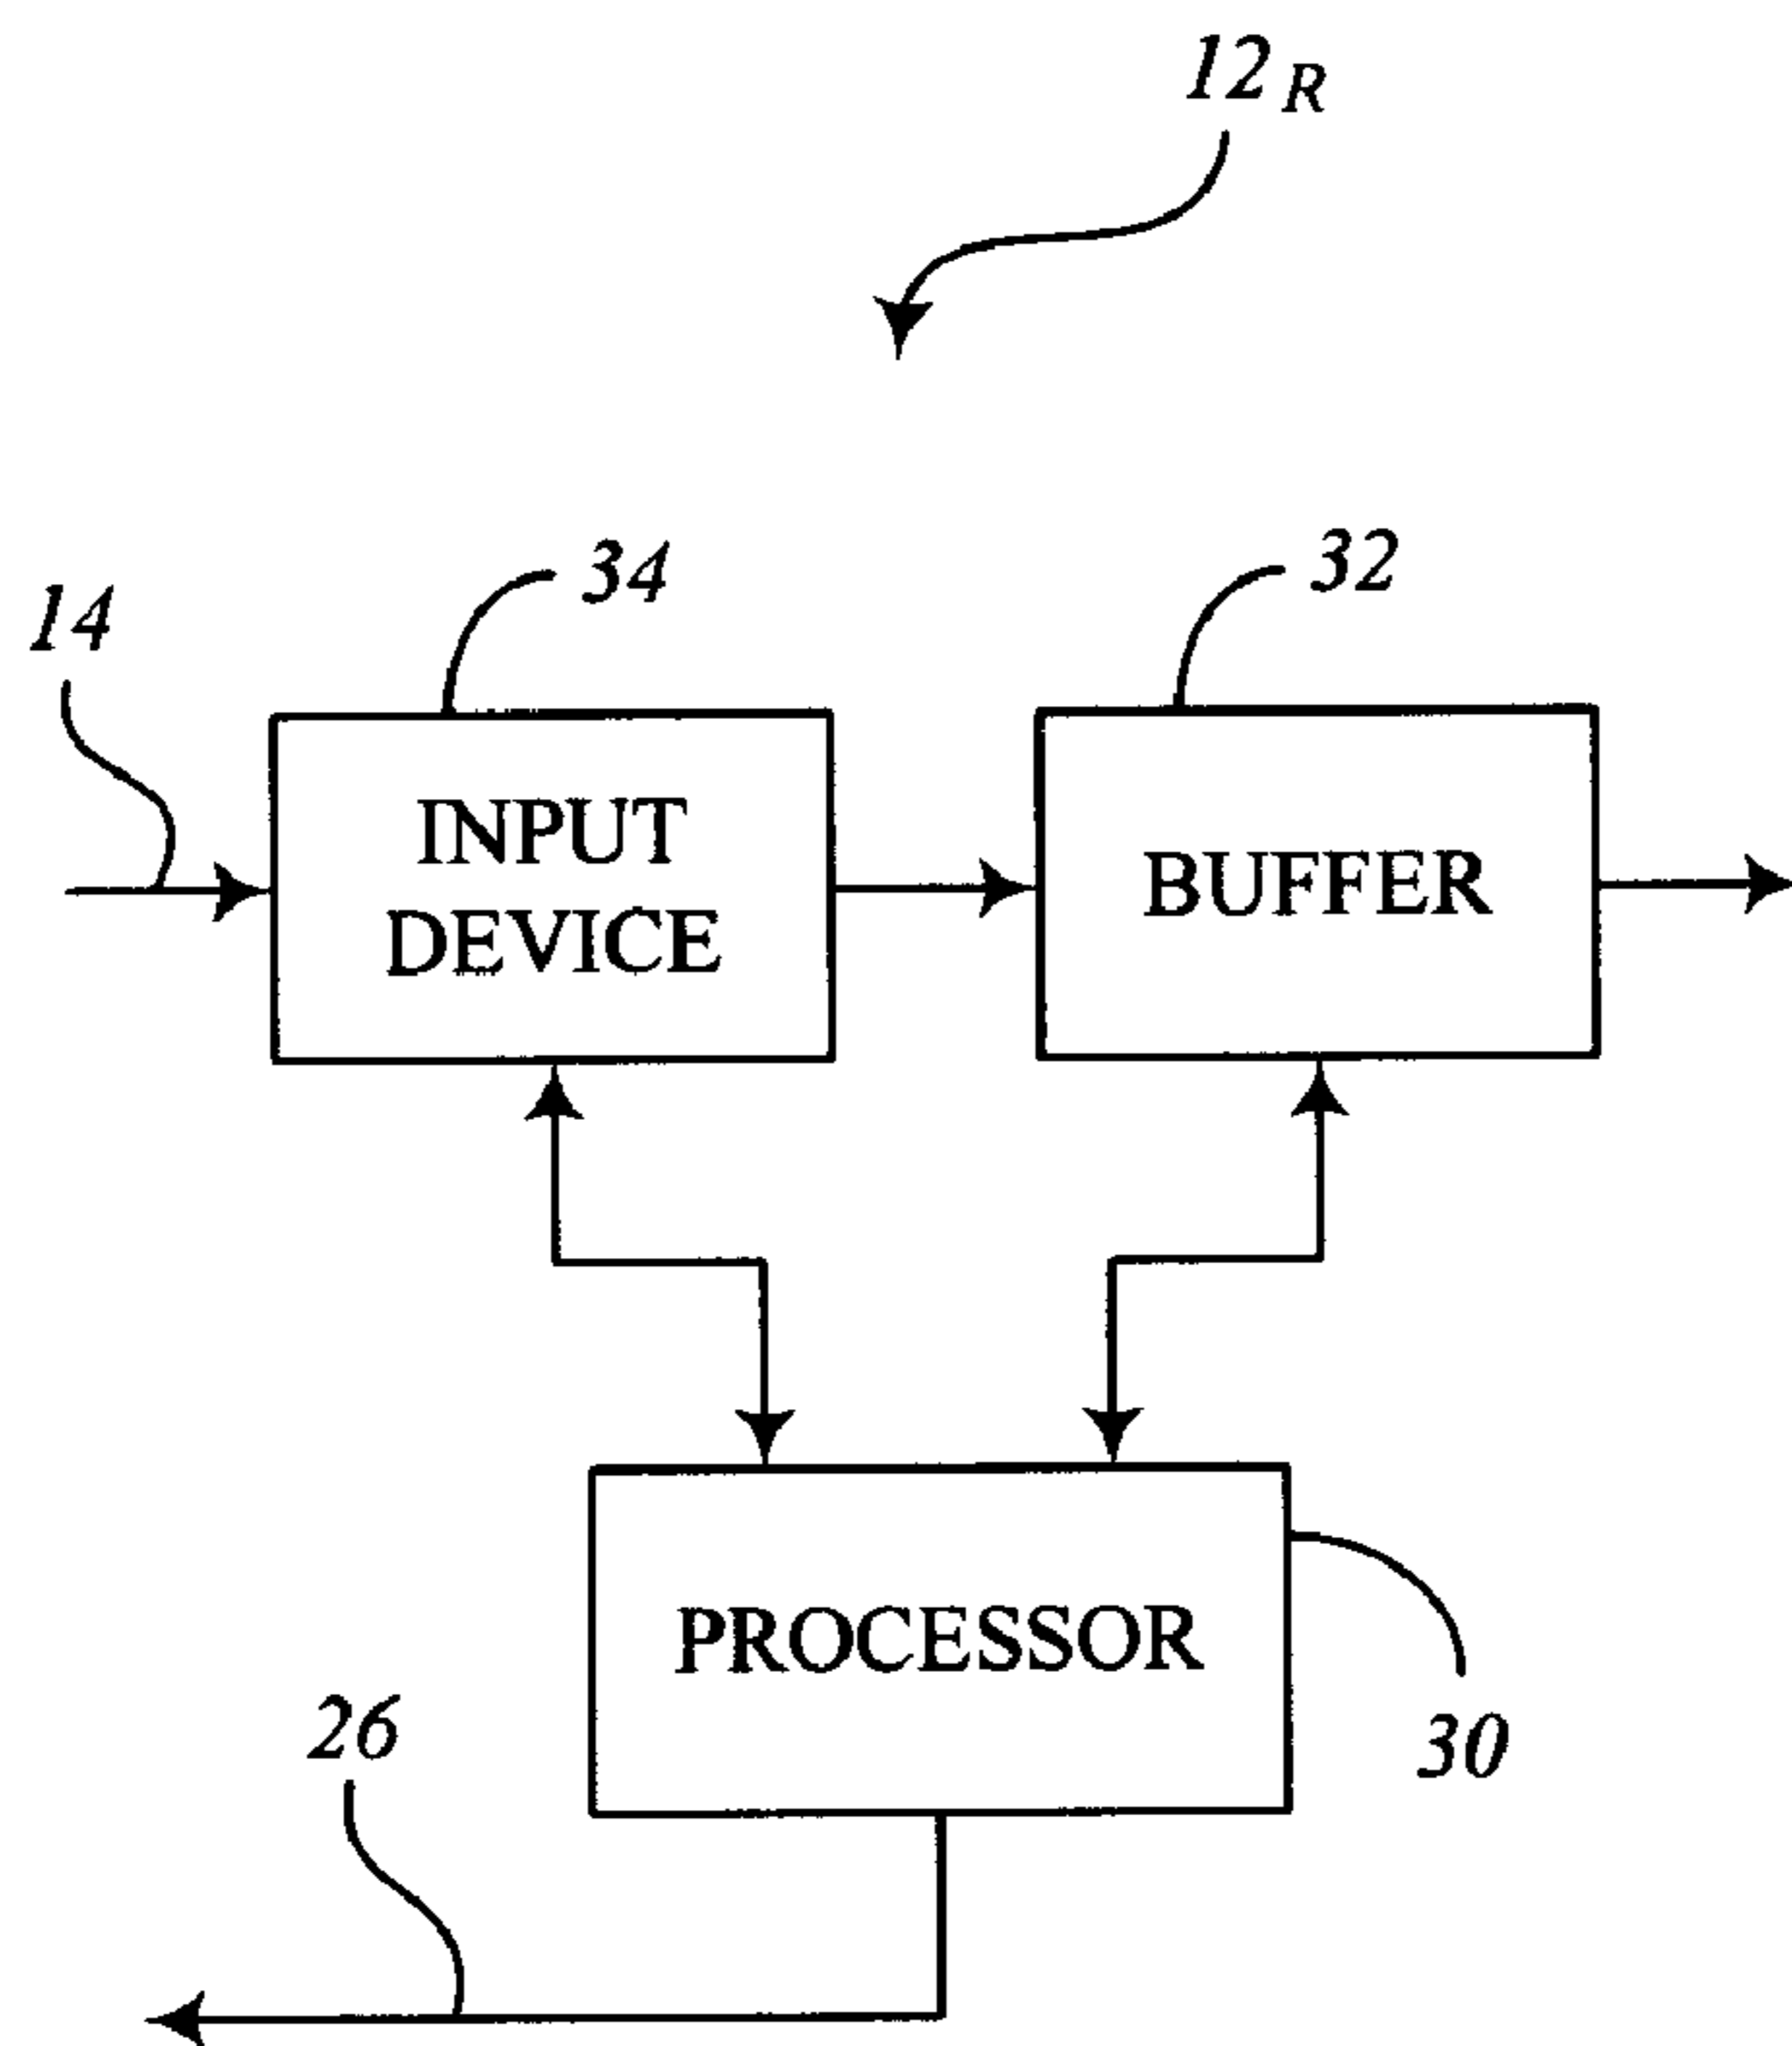 12R
34
32
14
INPUT
DEVICE
BUFFER
PROCESSOR
26
30